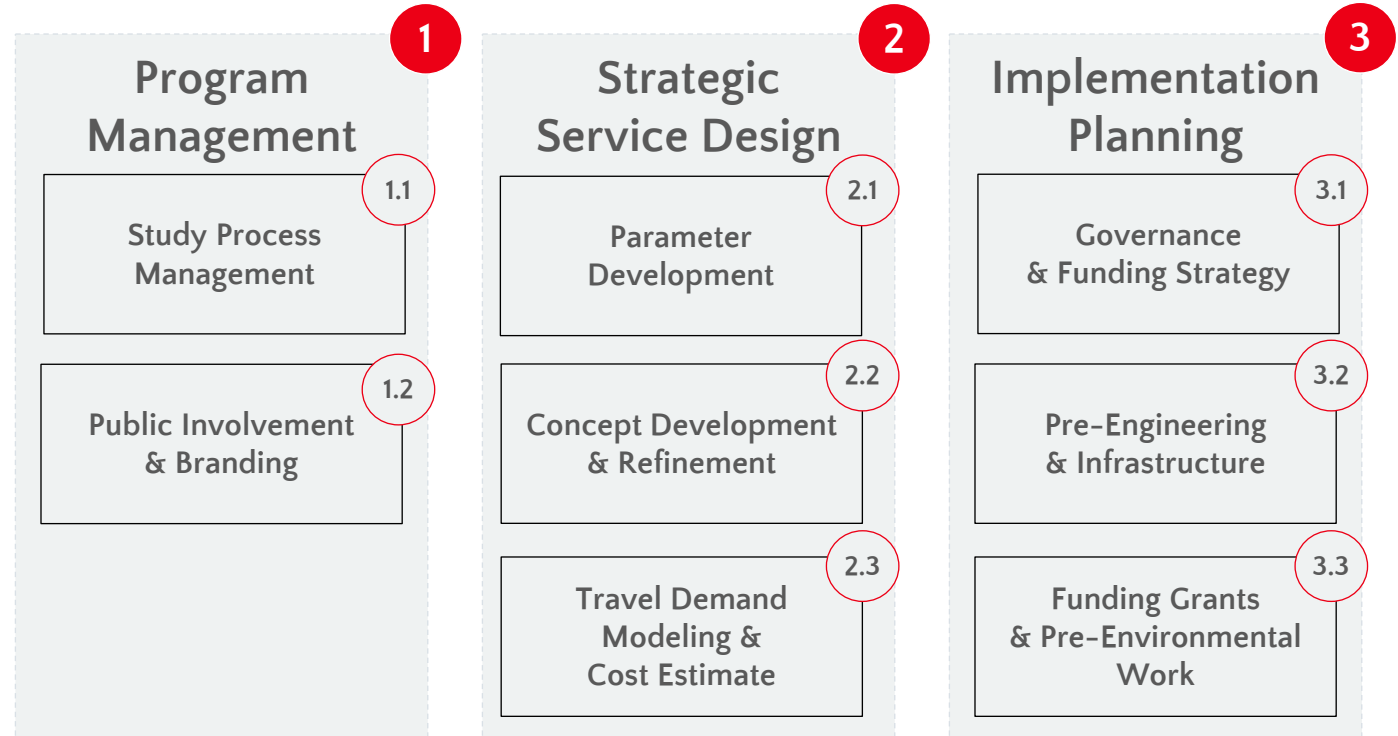 1
Program
Management
1.1
Study Process
Management
1.2
Public Involvement
& Branding
2
Strategic
Service Design
2.1
Parameter
Development
2.2
Concept Development
& Refinement
2.3
Travel Demand
Modeling &
Cost Estimate
3
Implementation
Planning
3.1
Governance
& Funding Strategy
3.2
Pre-Engineering
& Infrastructure
3.3
Funding Grants
& Pre-Environmental
Work